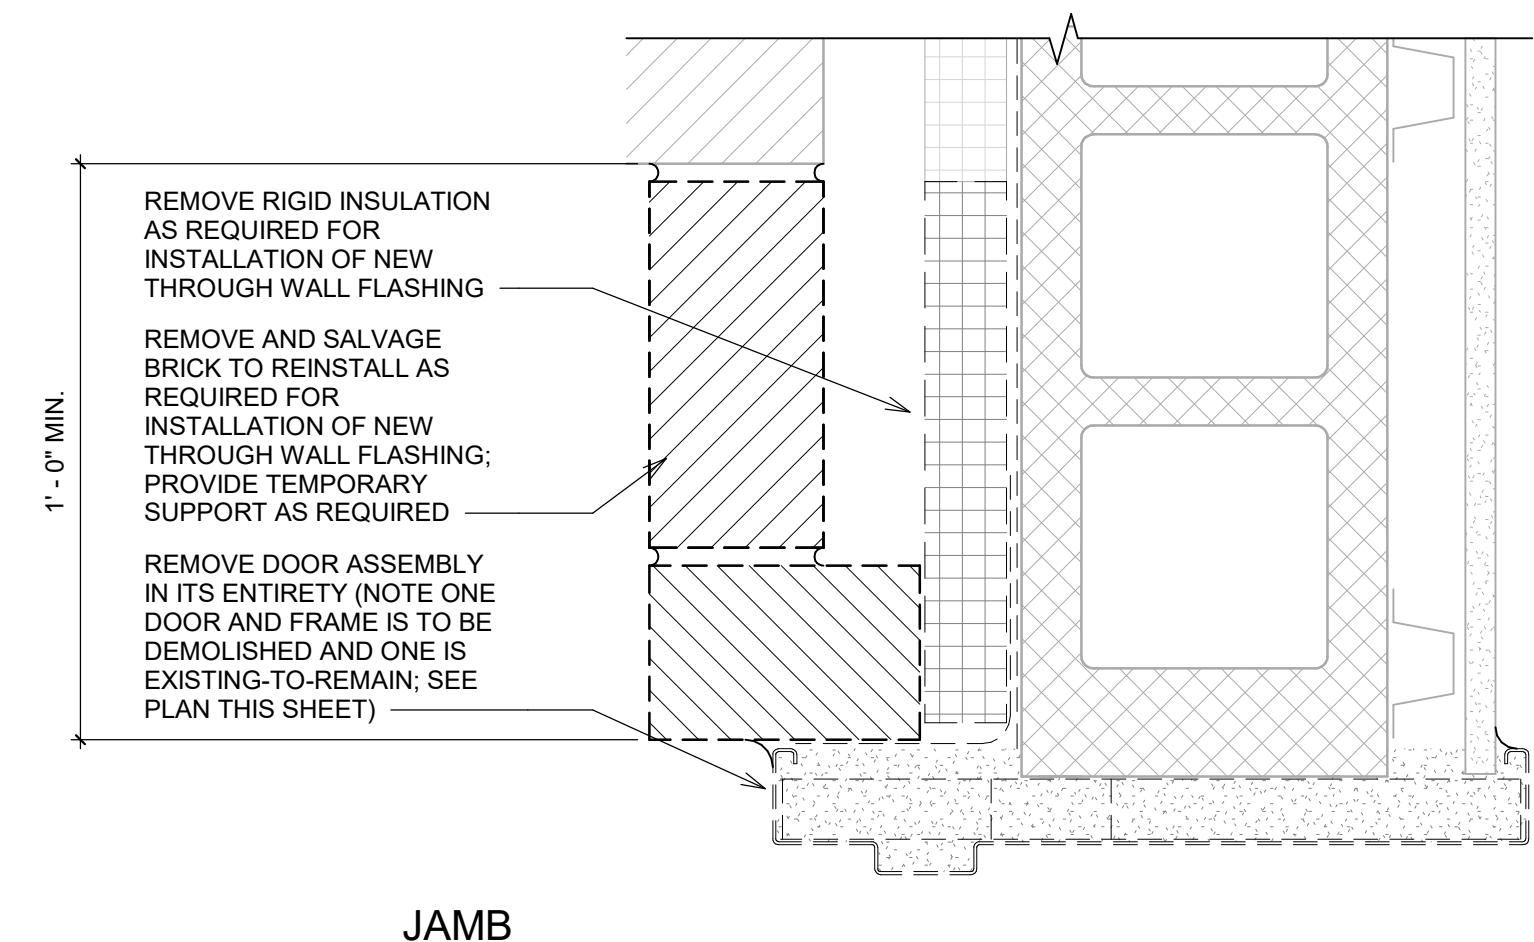 REMOVE RIGID INSULATION
AS REQUIRED FOR
INSTALLATION OF NEW
THROUGH WALL FLASHING
REMOVE AND SALVAGE
BRICK TO REINSTALL AS
REQUIRED FOR
INSTALLATION OF NEW
THROUGH WALL FLASHING;
PROVIDE TEMPORARY
SUPPORT AS REQUIRED
REMOVE DOOR ASSEMBLY
IN ITS ENTIRETY (NOTE ONE
DOOR AND FRAME IS TO BE
DEMOLISHED AND ONE IS
EXISTING-TO-REMAIN; SEE
PLAN THIS SHEET)
1' - 0" MIN.
JAMB